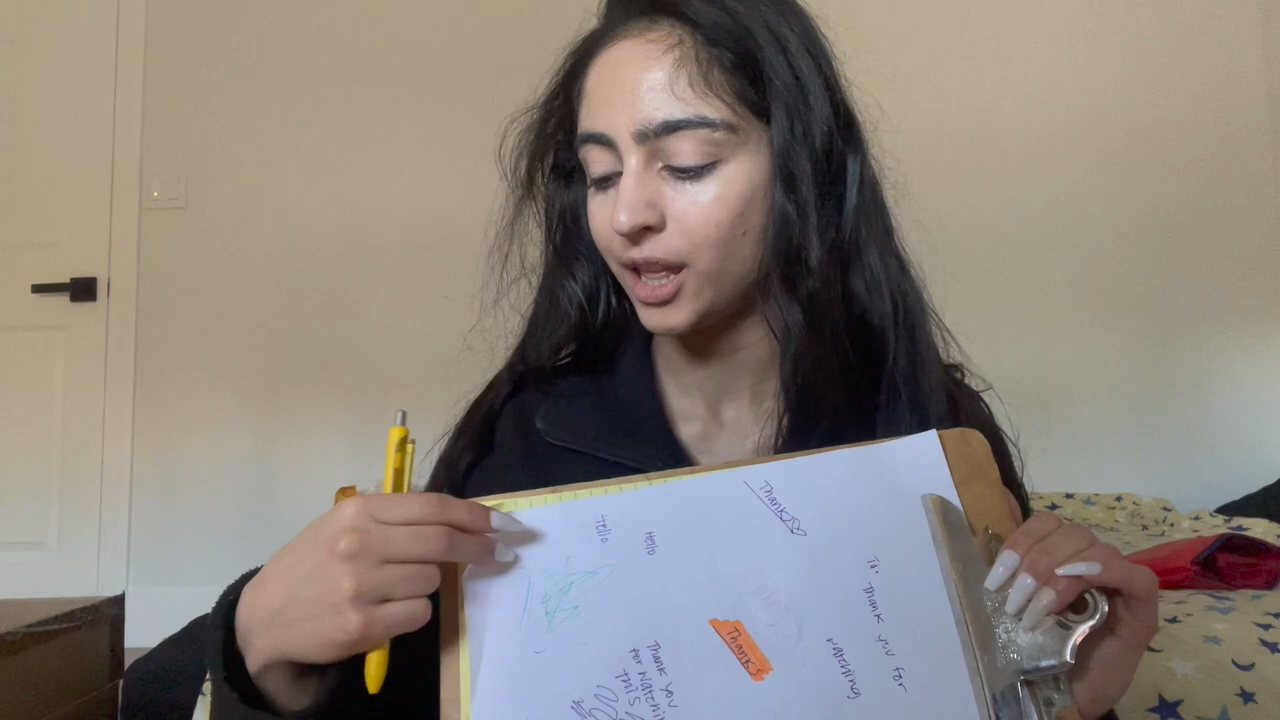 Thanks
To. Thank you for
watching
Thanks
Hello
Hello
Thank you
for watching
this